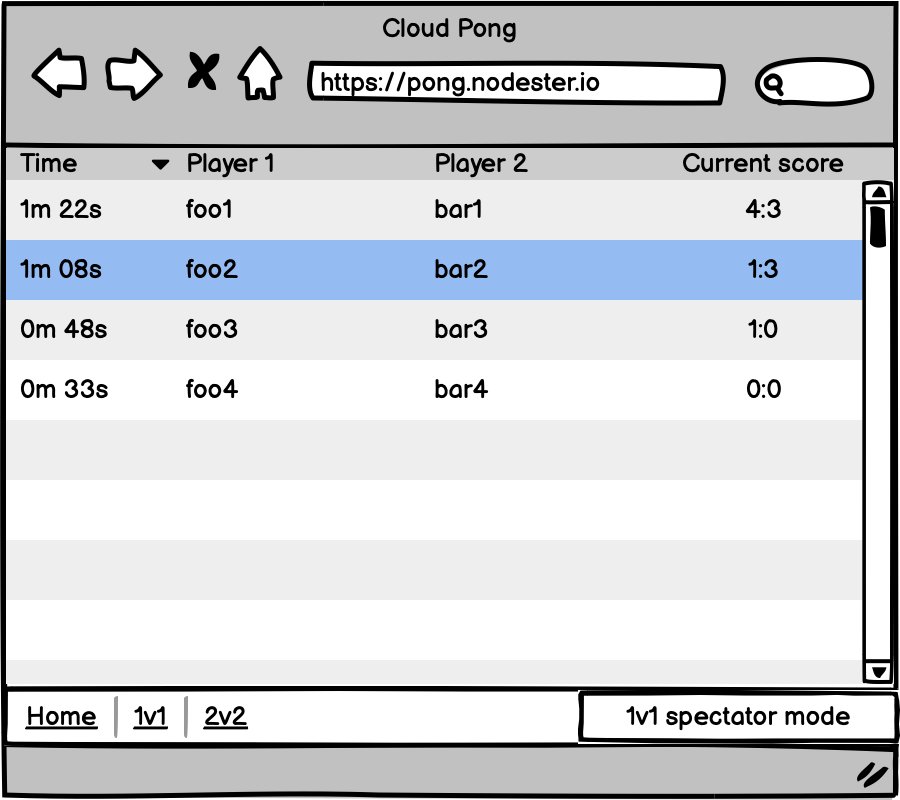 Cloud Pong
https://pong.nodester.io
Time Player 1 Player 2 Current score
1m 22s foo1 bar1 4:3
1m 08s foo2 bar2 1:3
0m 48s foo3 bar3 1:0
0m 33s foo4 bar4 0:0
Home 1v1 2v2 1v1 spectator mode